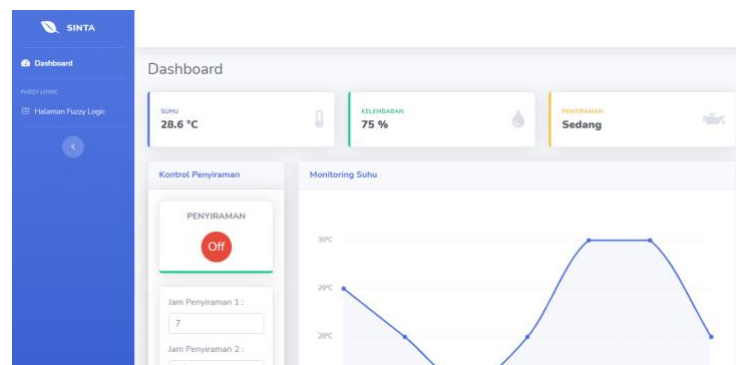 SINTA
Dashboard
FUZZY LOGIC
Halaman Fuzzy Logic
Dashboard
SUHU
28.6 °C
KELEMBABAN
75 %
PENYIRAMAN
Sedang
Kontrol Penyiraman
PENYIRAMAN
Off
Jam Penyiraman 1 :
7
Jam Penyiraman 2 :
Monitoring Suhu
30°C
29°C
28°C